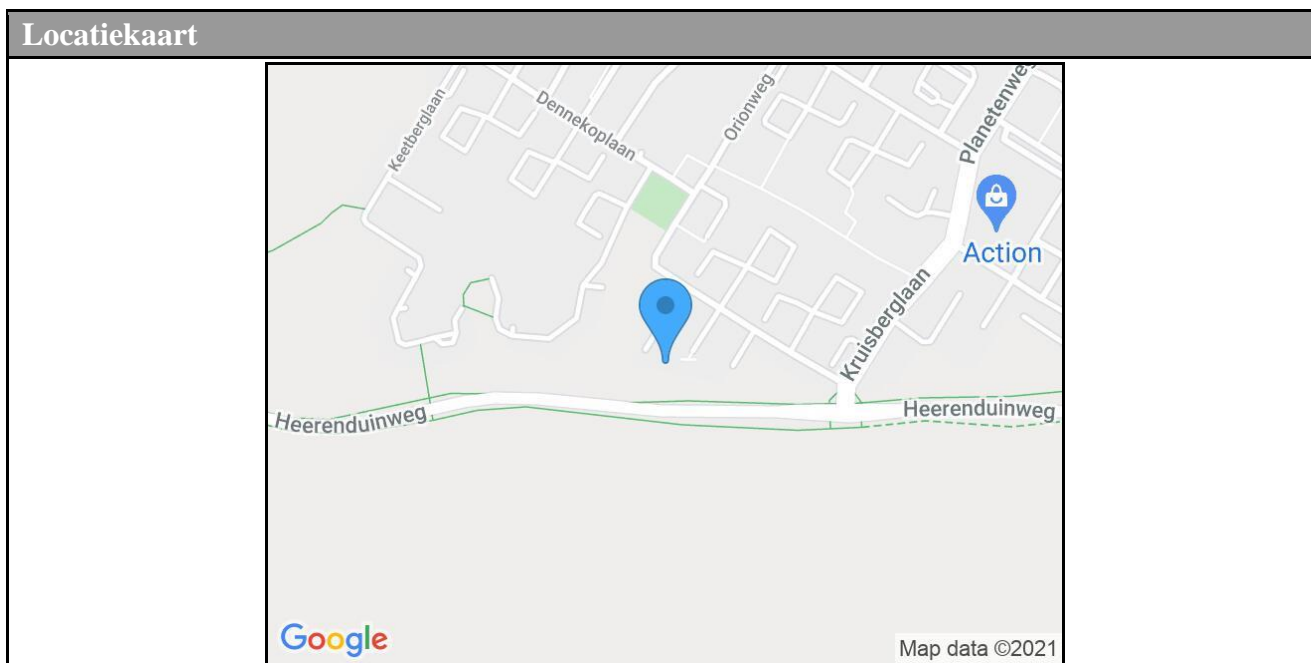 Locatiekaart
Keetberglaan
Dennekoplaan
Orionweg
Planetenweg
Action
Kruisberglaan
Heerenduinweg
Heerenduinweg
Google
Map data ©2021